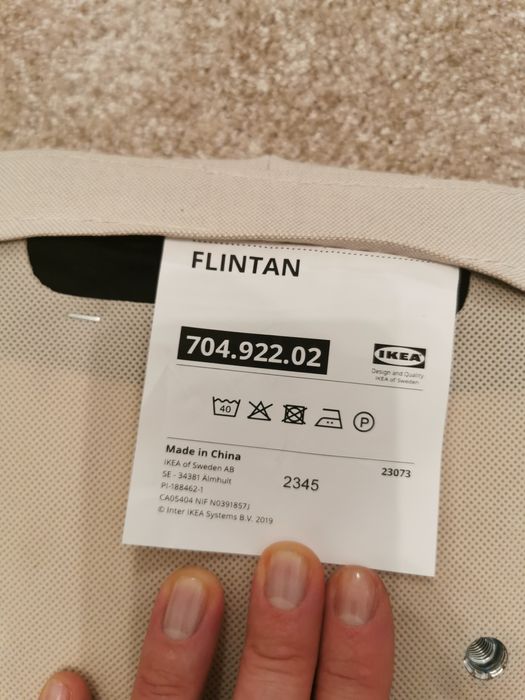 FLINTAN
704.922.02
IKEA
Design and Quality
IKEA of Sweden
40
P
Made in China
IKEA of Sweden AB
SE - 34381 Älmhult
PI-188462-1
CA05404 NIF N0391857J
© Inter IKEA Systems B.V. 2019
2345
23073